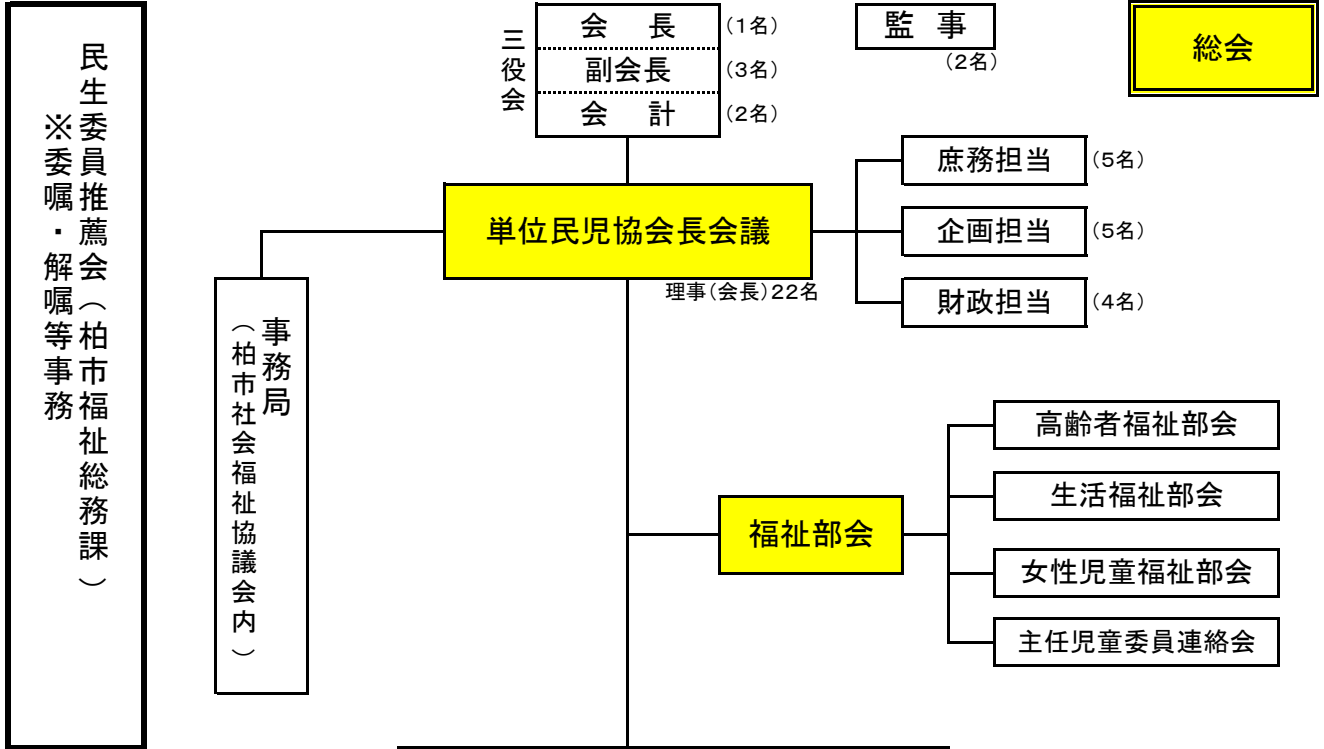 民生委員推薦会(柏市福祉総務課)
※委嘱・解嘱等事務
三役会
会 長
(1名)
副会長
(3名)
会 計
(2名)
監 事
(2名)
総会
単位民児協会長会議
理事(会長)22名
庶務担当
(5名)
企画担当
(5名)
財政担当
(4名)
事務局
(柏市社会福祉協議会内)
福祉部会
高齢者福祉部会
生活福祉部会
女性児童福祉部会
主任児童委員連絡会